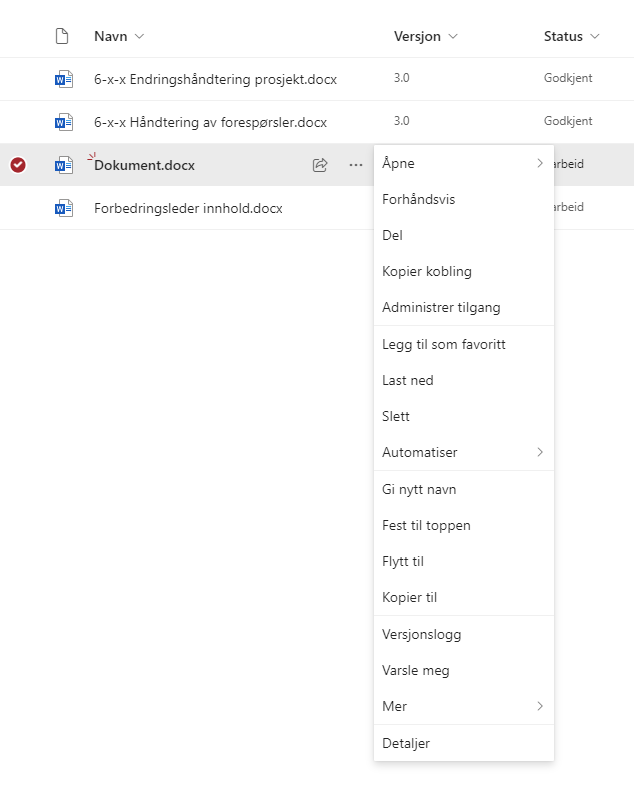 Navn Versjon Status
6-x-x Endringshåndtering prosjekt.docx 3.0 Godkjent
6-x-x Håndtering av forespørsler.docx 3.0 Godkjent
Dokument.docx arbeid
Forbedringsleder innhold.docx arbeid
Åpne
Forhåndsvis
Del
Kopier kobling
Administrer tilgang
Legg til som favoritt
Last ned
Slett
Automatiser
Gi nytt navn
Fest til toppen
Flytt til
Kopier til
Versjonslogg
Varsle meg
Mer
Detaljer